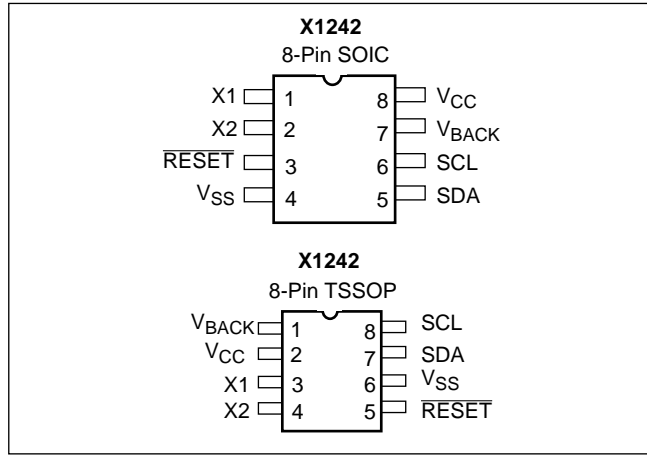 X1242
8-Pin SOIC
X1 1 8 VCC
X2 2 7 VBACK
RESET 3 6 SCL
VSS 4 5 SDA
X1242
8-Pin TSSOP
VBACK 1 8 SCL
VCC 2 7 SDA
X1 3 6 VSS
X2 4 5 RESET